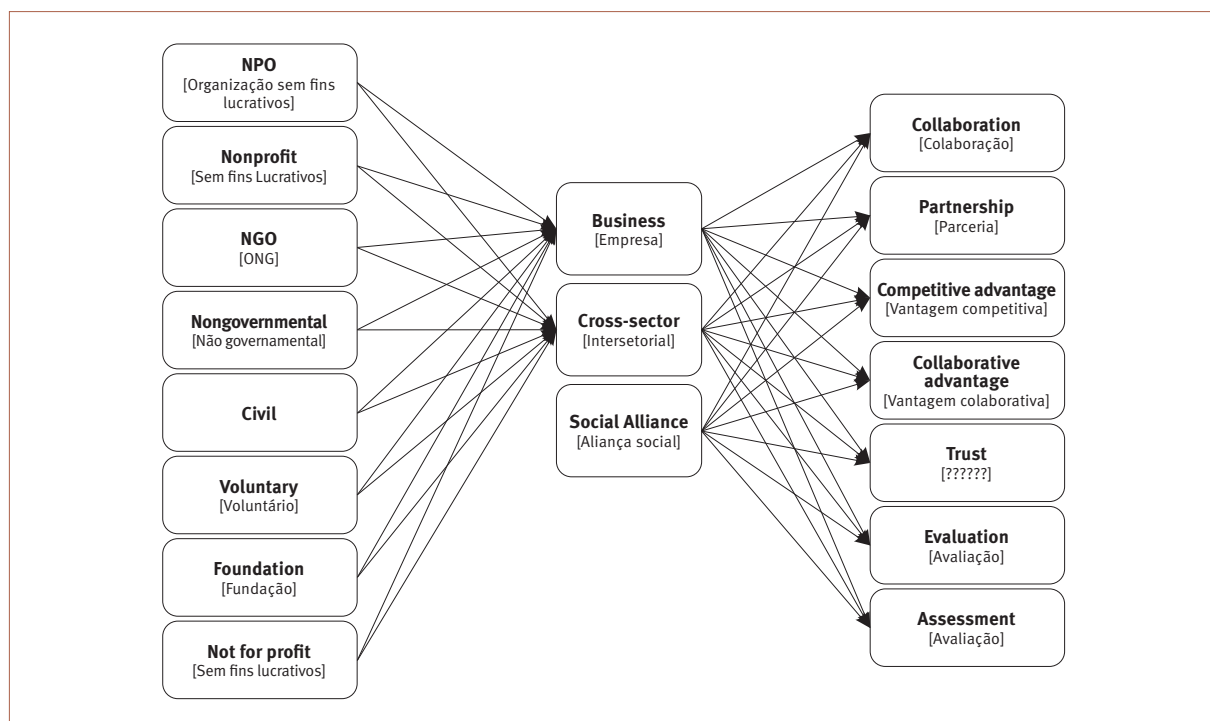 NPO
[Organização sem fins
lucrativos]
Nonprofit
[Sem fins Lucrativos]
NGO
[ONG]
Nongovernmental
[Não governamental]
Civil
Voluntary
[Voluntário]
Foundation
[Fundação]
Not for profit
[Sem fins lucrativos]
Business
[Empresa]
Cross-sector
[Intersetorial]
Social Alliance
[Aliança social]
Collaboration
[Colaboração]
Partnership
[Parceria]
Competitive advantage
[Vantagem competitiva]
Collaborative
advantage
[Vantagem colaborativa]
Trust
[??????]
Evaluation
[Avaliação]
Assessment
[Avaliação]